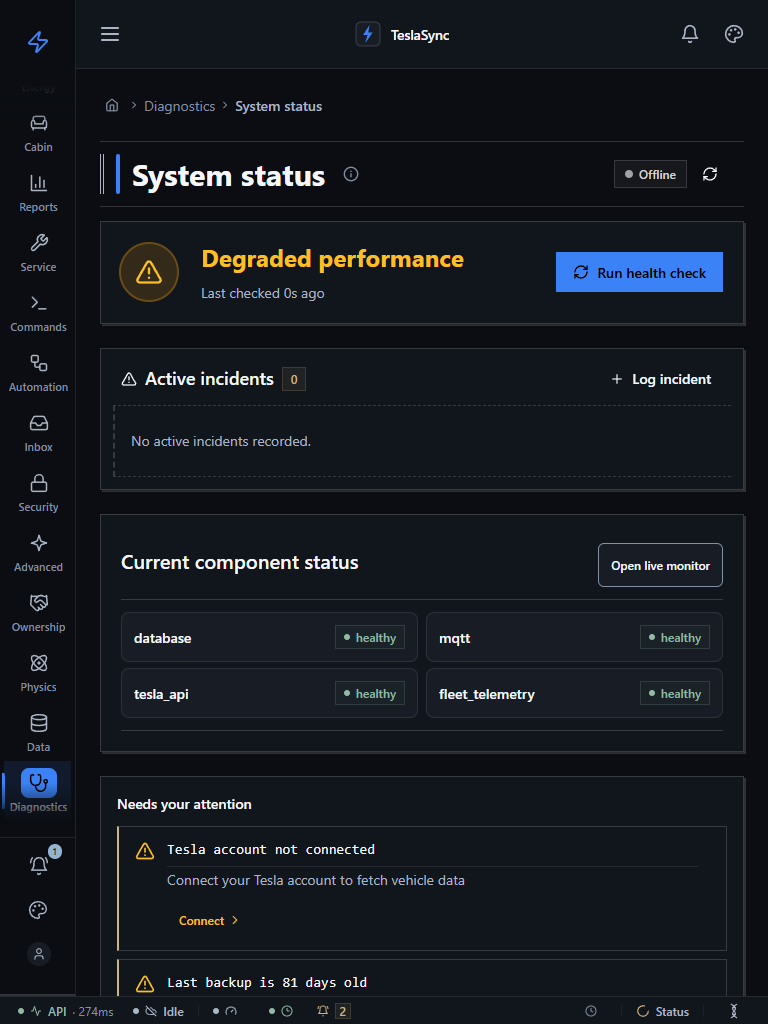 TeslaSync
Energy
Cabin
Reports
Service
Commands
Automation
Inbox
Security
Advanced
Ownership
Physics
Data
Diagnostics
1
Diagnostics > System status
System status
Offline
Degraded performance
Last checked 0s ago
Run health check
Active incidents 0
Log incident
No active incidents recorded.
Current component status
Open live monitor
database healthy
mqtt healthy
tesla_api healthy
fleet_telemetry healthy
Needs your attention
Tesla account not connected
Connect your Tesla account to fetch vehicle data
Connect
Last backup is 81 days old
API · 274ms
Idle
2
Status